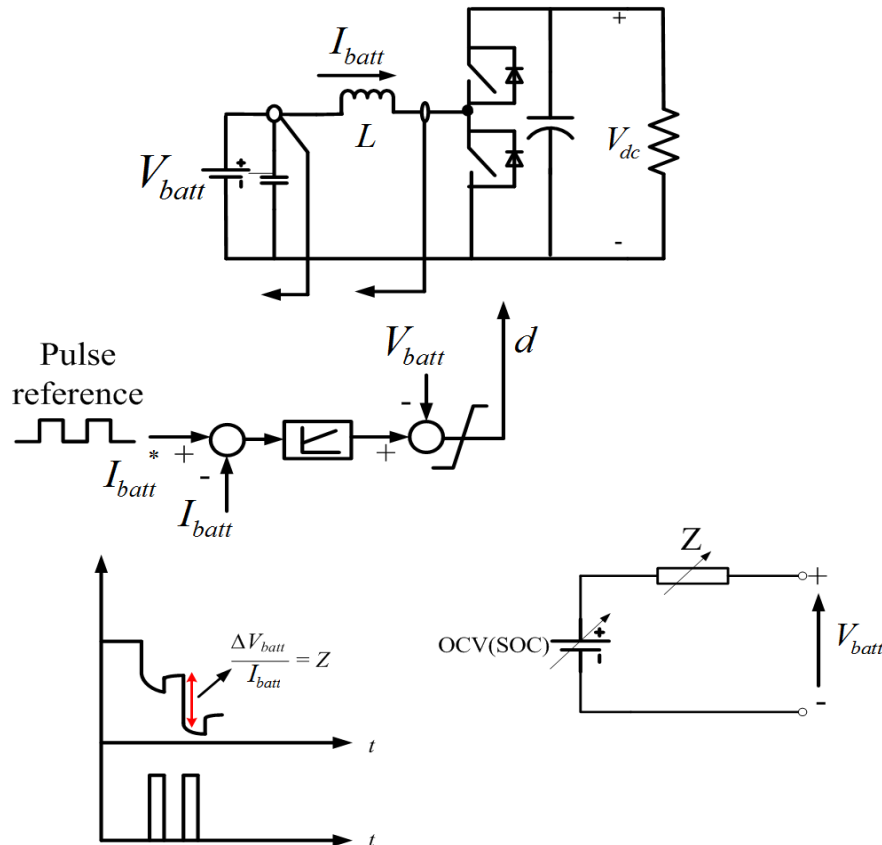 I_batt
+
L
V_batt
+
V_dc
-
Pulse
reference
V_batt
d
-
+
+
I_batt *
-
I_batt
ΔV_batt / I_batt = Z
t
t
Z
+
OCV(SOC)
+
V_batt
-